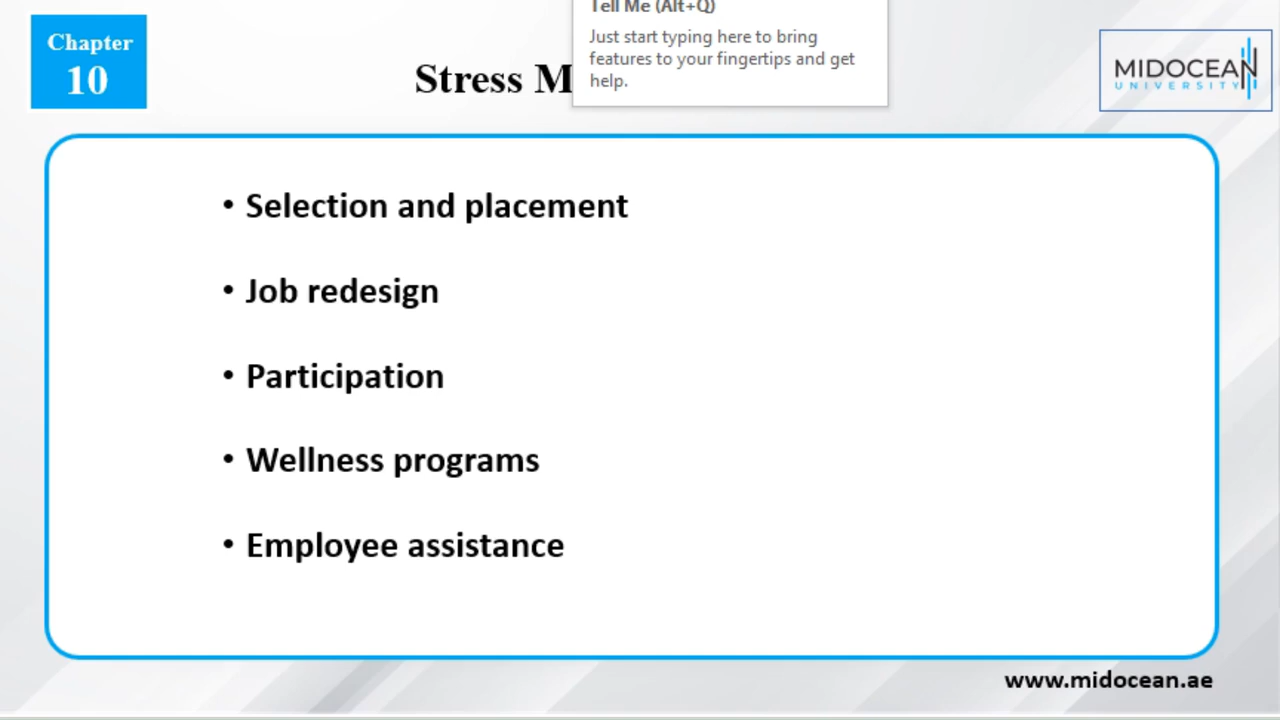 Chapter
10
Tell Me (Alt+Q)
Just start typing here to bring
features to your fingertips and get
help.
Stress M
MIDOCEAN
UNIVERSITY
• Selection and placement
• Job redesign
• Participation
• Wellness programs
• Employee assistance
www.midocean.ae